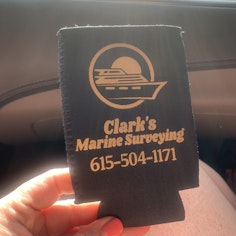 Clark's
Marine Surveying
615-504-1171